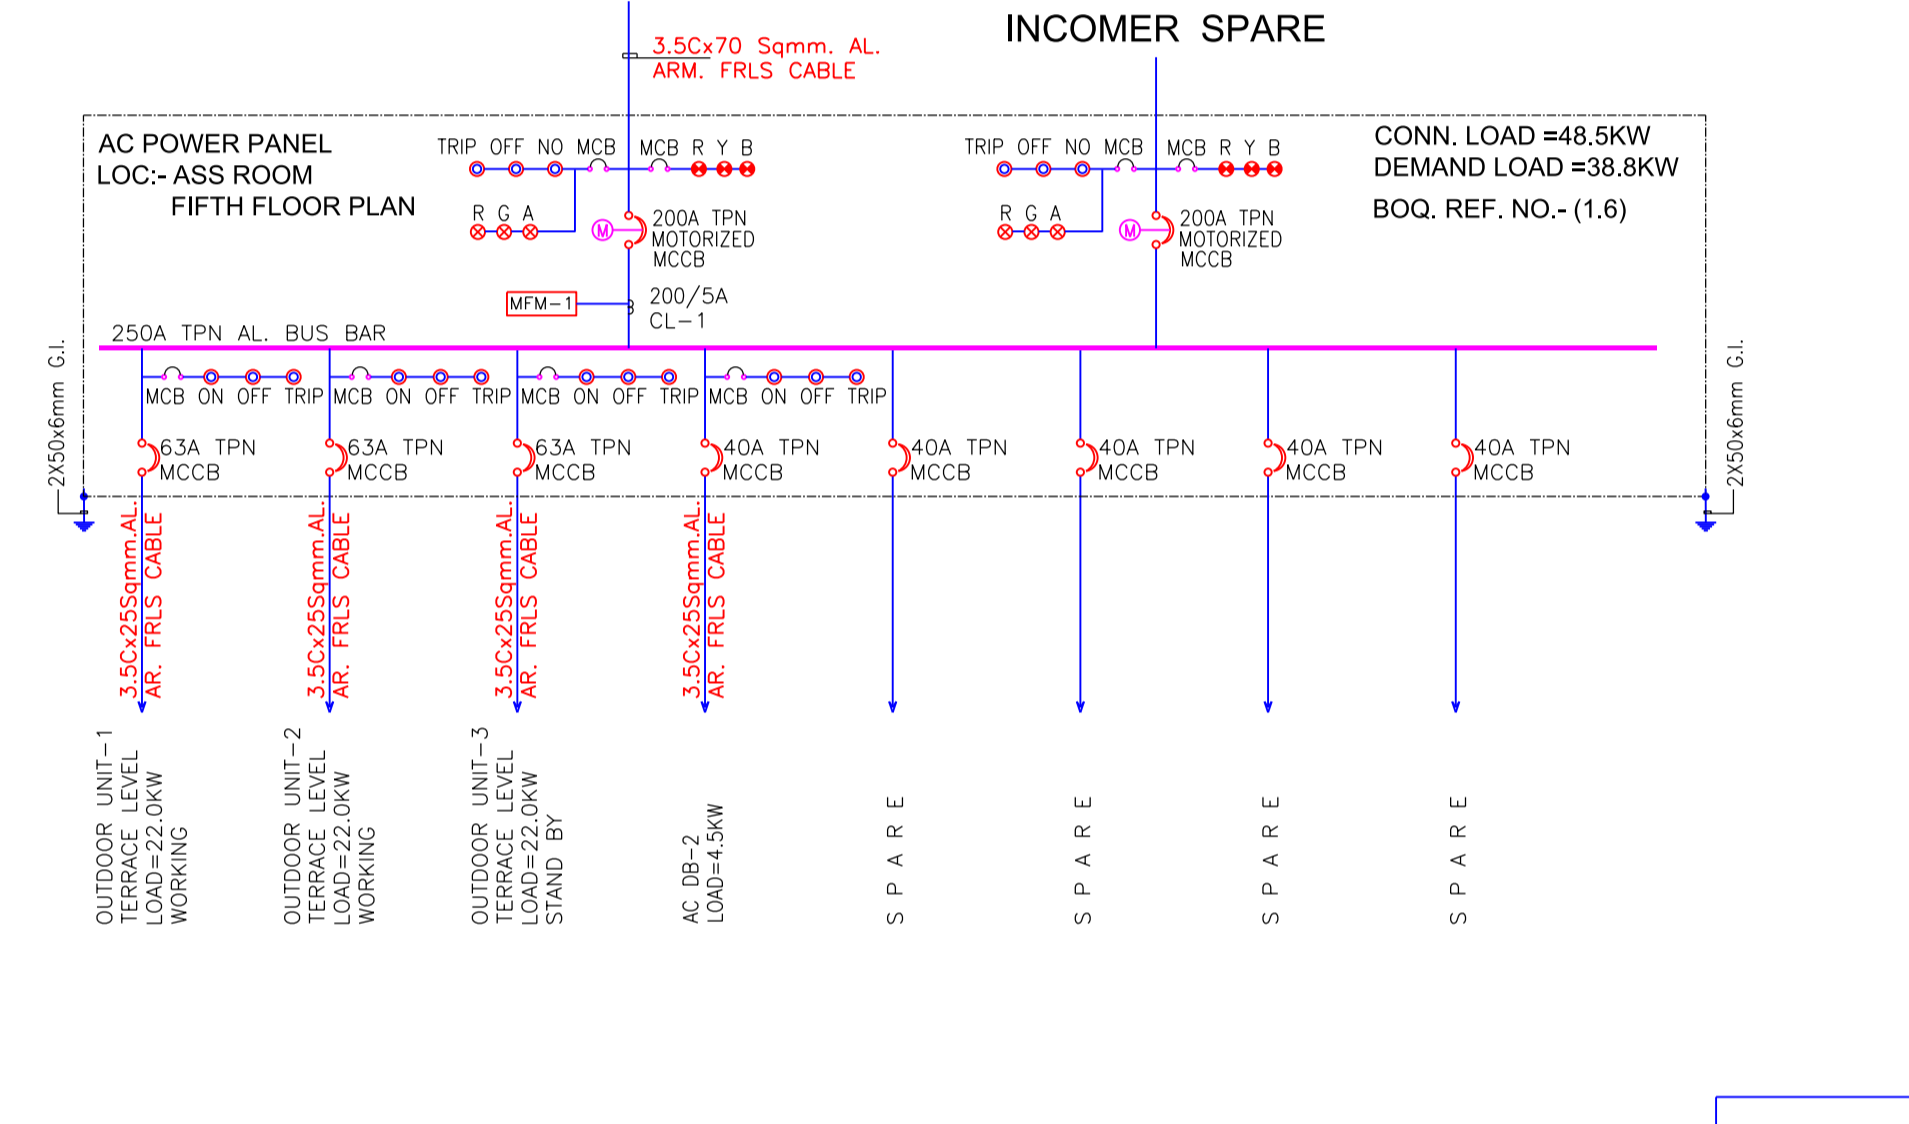 INCOMER SPARE
3.5Cx70 Sqmm. AL.
ARM. FRLS CABLE
AC POWER PANEL
LOC:- ASS ROOM
FIFTH FLOOR PLAN
TRIP OFF NO MCB MCB R Y B
R G A
M
200A TPN
MOTORIZED
MCCB
TRIP OFF NO MCB MCB R Y B
R G A
M
200A TPN
MOTORIZED
MCCB
CONN. LOAD =48.5KW
DEMAND LOAD =38.8KW
BOQ. REF. NO.- (1.6)
MFM-1
200/5A
CL-1
250A TPN AL. BUS BAR
2X50x6mm G.I.
2X50x6mm G.I.
MCB ON OFF TRIP
MCB ON OFF TRIP
MCB ON OFF TRIP
MCB ON OFF TRIP
63A TPN
MCCB
63A TPN
MCCB
63A TPN
MCCB
40A TPN
MCCB
40A TPN
MCCB
40A TPN
MCCB
40A TPN
MCCB
40A TPN
MCCB
3.5Cx25Sqmm.AL.
AR. FRLS CABLE
3.5Cx25Sqmm.AL.
AR. FRLS CABLE
3.5Cx25Sqmm.AL.
AR. FRLS CABLE
3.5Cx25Sqmm.AL.
AR. FRLS CABLE
OUTDOOR UNIT-1
TERRACE LEVEL
LOAD=22.0KW
WORKING
OUTDOOR UNIT-2
TERRACE LEVEL
LOAD=22.0KW
WORKING
OUTDOOR UNIT-3
TERRACE LEVEL
LOAD=22.0KW
STAND BY
AC DB-2
LOAD=4.5KW
S P A R E
S P A R E
S P A R E
S P A R E